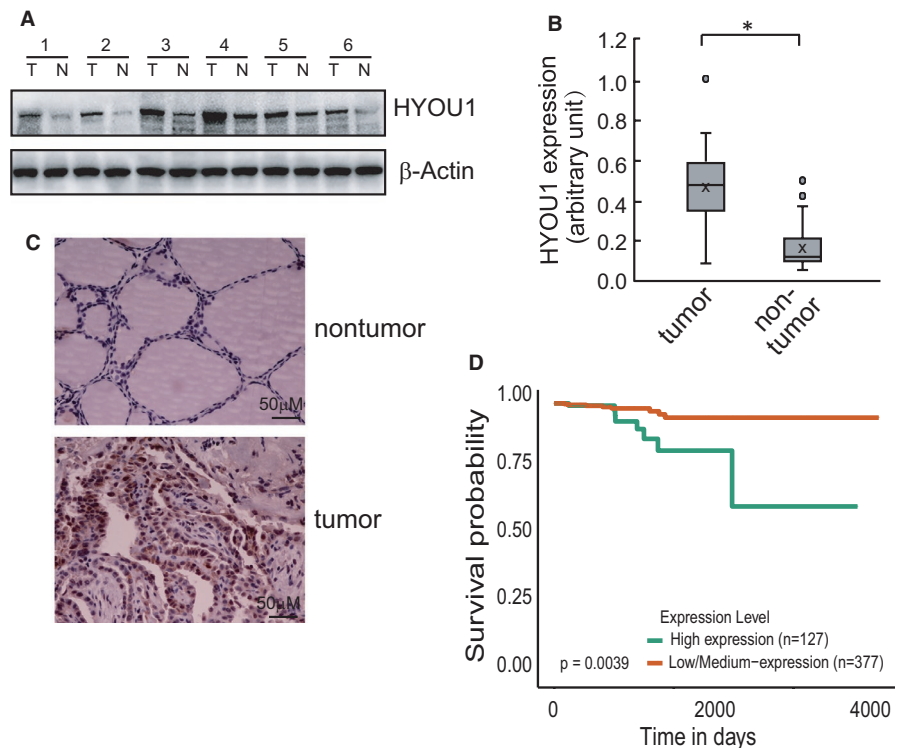 A
1 2 3 4 5 6
T N T N T N T N T N T N
HYOU1
β-Actin
B
HYOU1 expression
(arbitrary unit)
1.2
1.0
0.8
0.6
0.4
0.2
0.0
*
x
x
tumor
non-
tumor
C
50μM
nontumor
50μM
tumor
D
Survival probability
1.00
0.75
0.50
0.25
0.00
Expression Level
High expression (n=127)
Low/Medium-expression (n=377)
p = 0.0039
0 2000 4000
Time in days